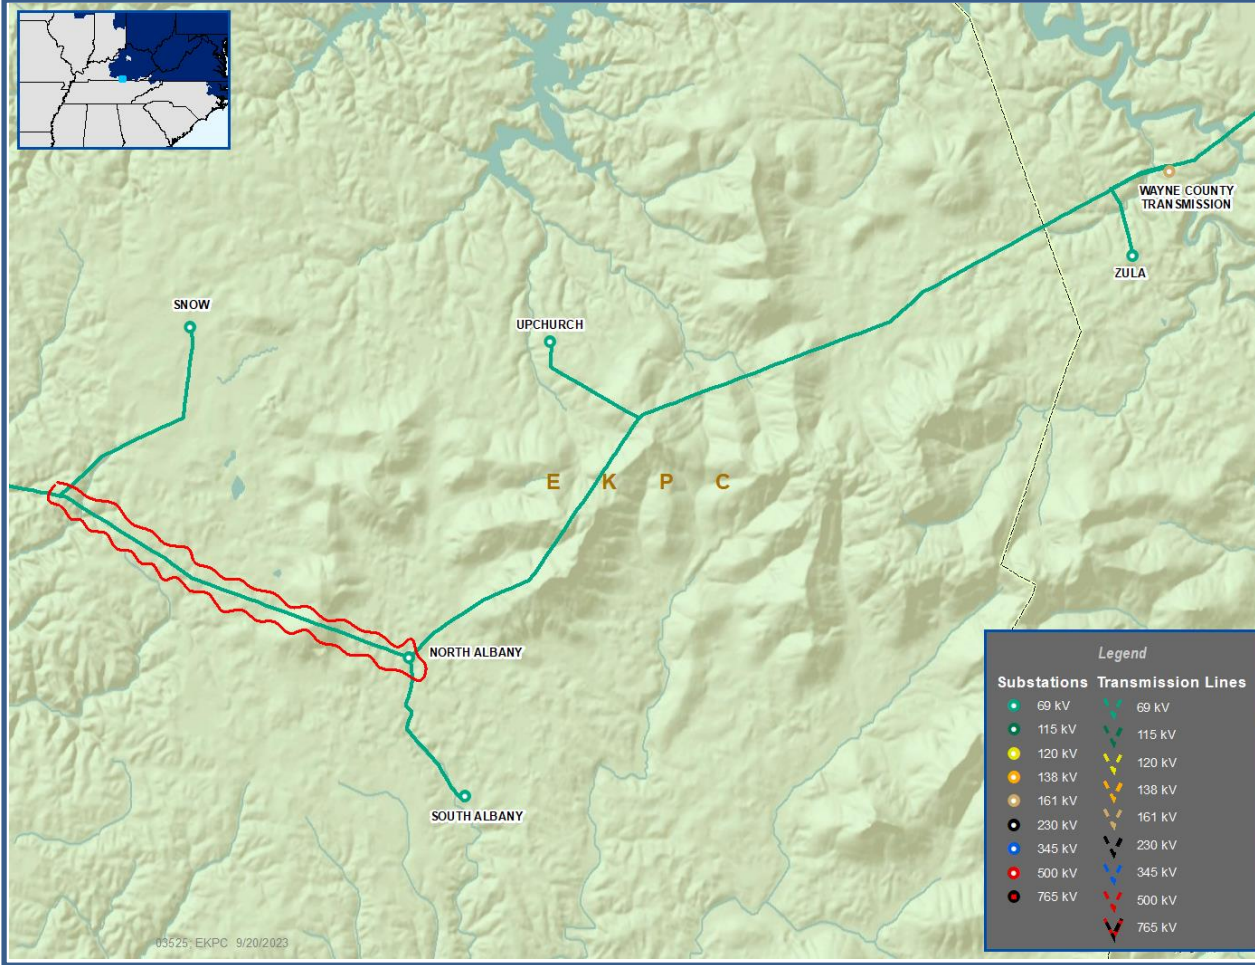 WAYNE COUNTY
TRANSMISSION
ZULA
SNOW
UPCHURCH
E K P C
NORTH ALBANY
SOUTH ALBANY
Legend
Substations Transmission Lines
69 kV 69 kV
115 kV 115 kV
120 kV 120 kV
138 kV 138 kV
161 kV 161 kV
230 kV 230 kV
345 kV 345 kV
500 kV 500 kV
765 kV 765 kV
03525; EKPC 9/20/2023